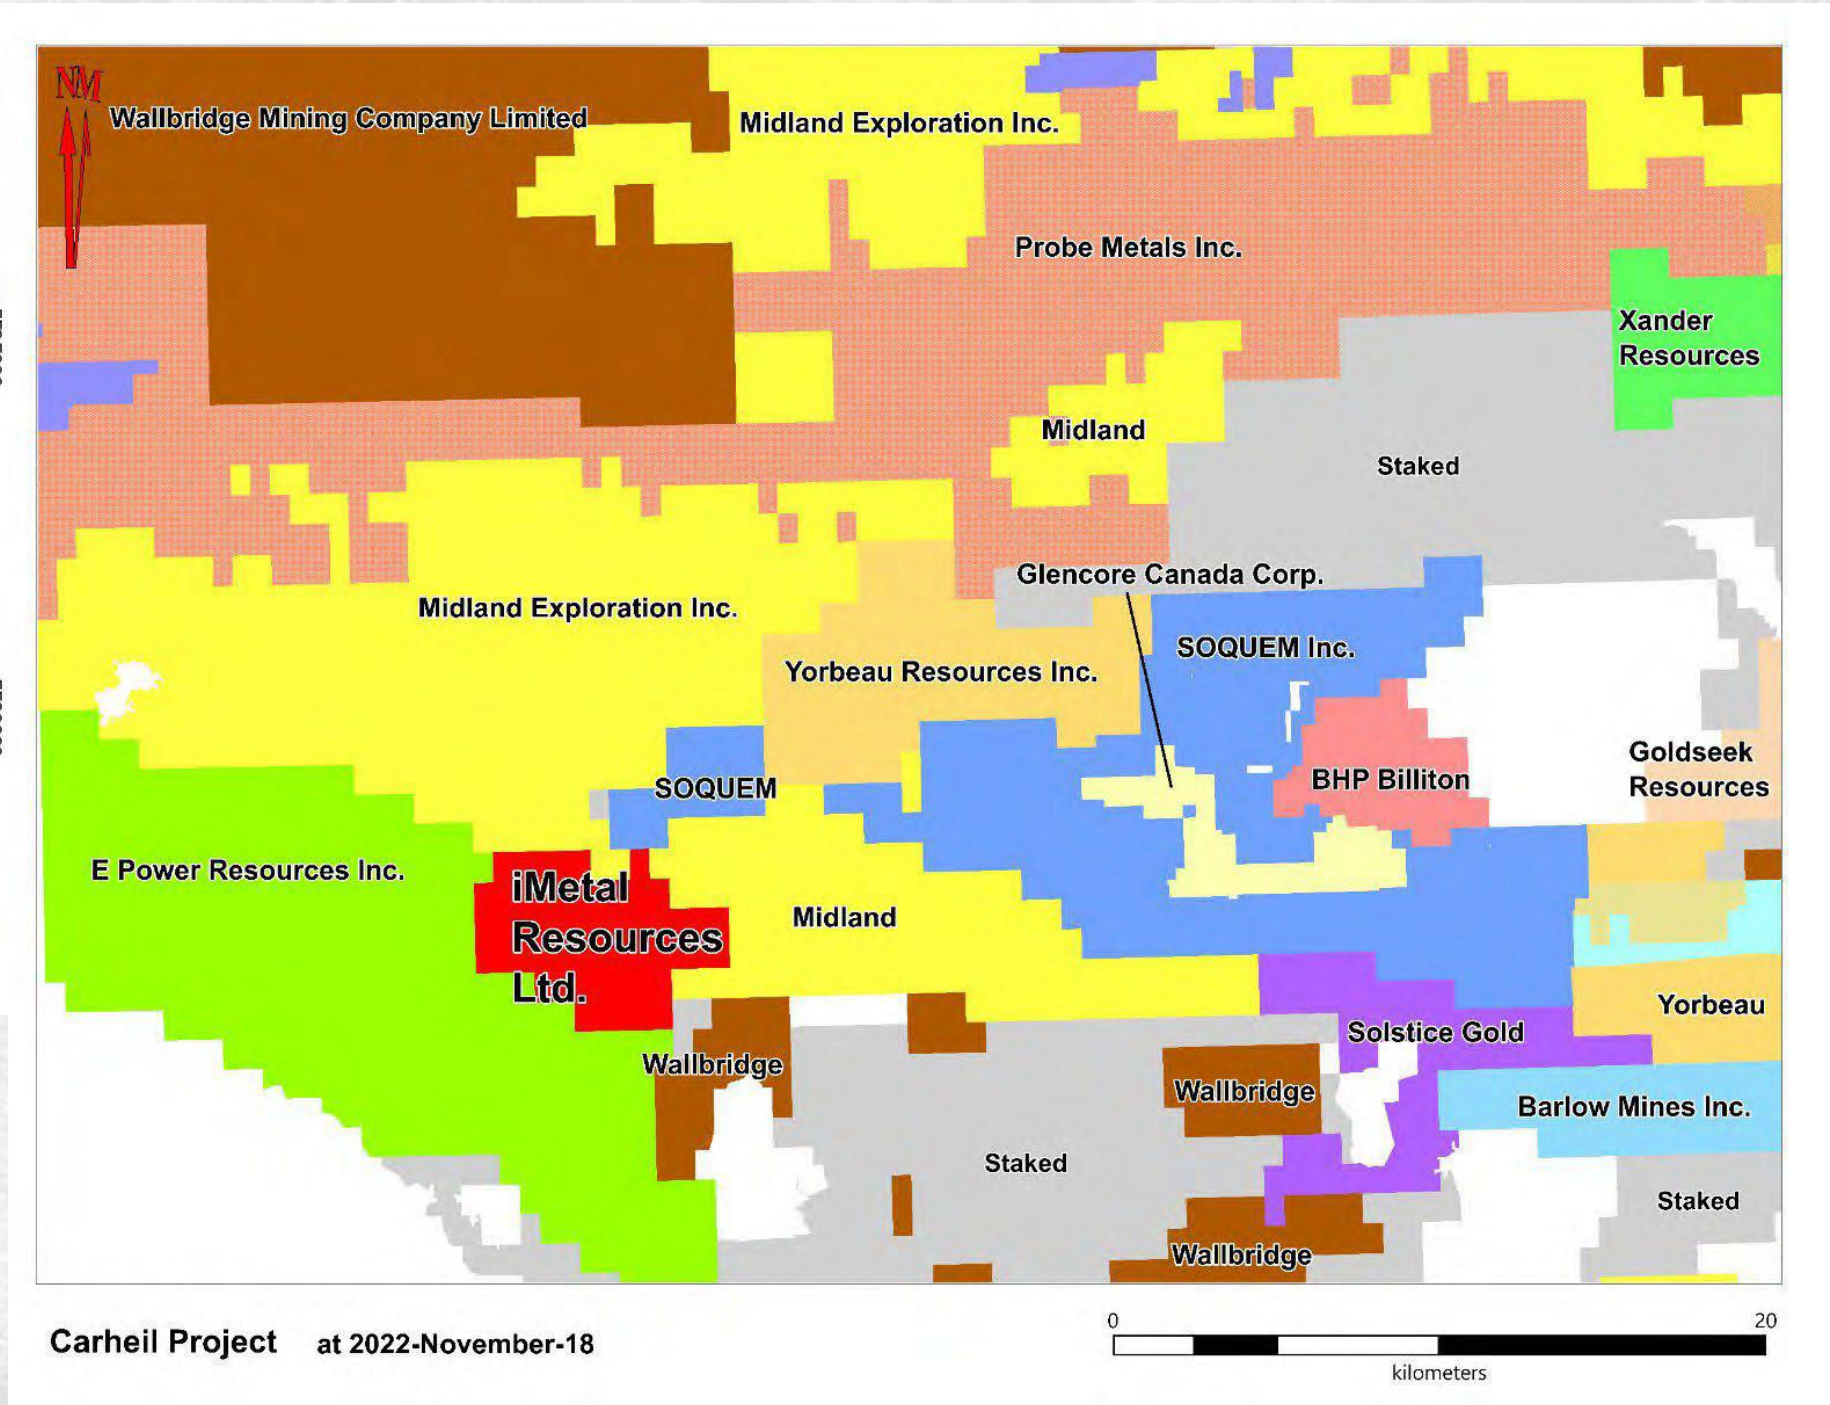 NM
Wallbridge Mining Company Limited
Midland Exploration Inc.
Probe Metals Inc.
Xander
Resources
Midland
Staked
Glencore Canada Corp.
Midland Exploration Inc.
SOQUEM Inc.
Yorbeau Resources Inc.
Goldseek
Resources
BHP Billiton
SOQUEM
E Power Resources Inc.
iMetal
Resources
Ltd.
Midland
Yorbeau
Solstice Gold
Wallbridge
Wallbridge
Barlow Mines Inc.
Staked
Staked
Wallbridge
Carheil Project at 2022-November-18
0 20
kilometers